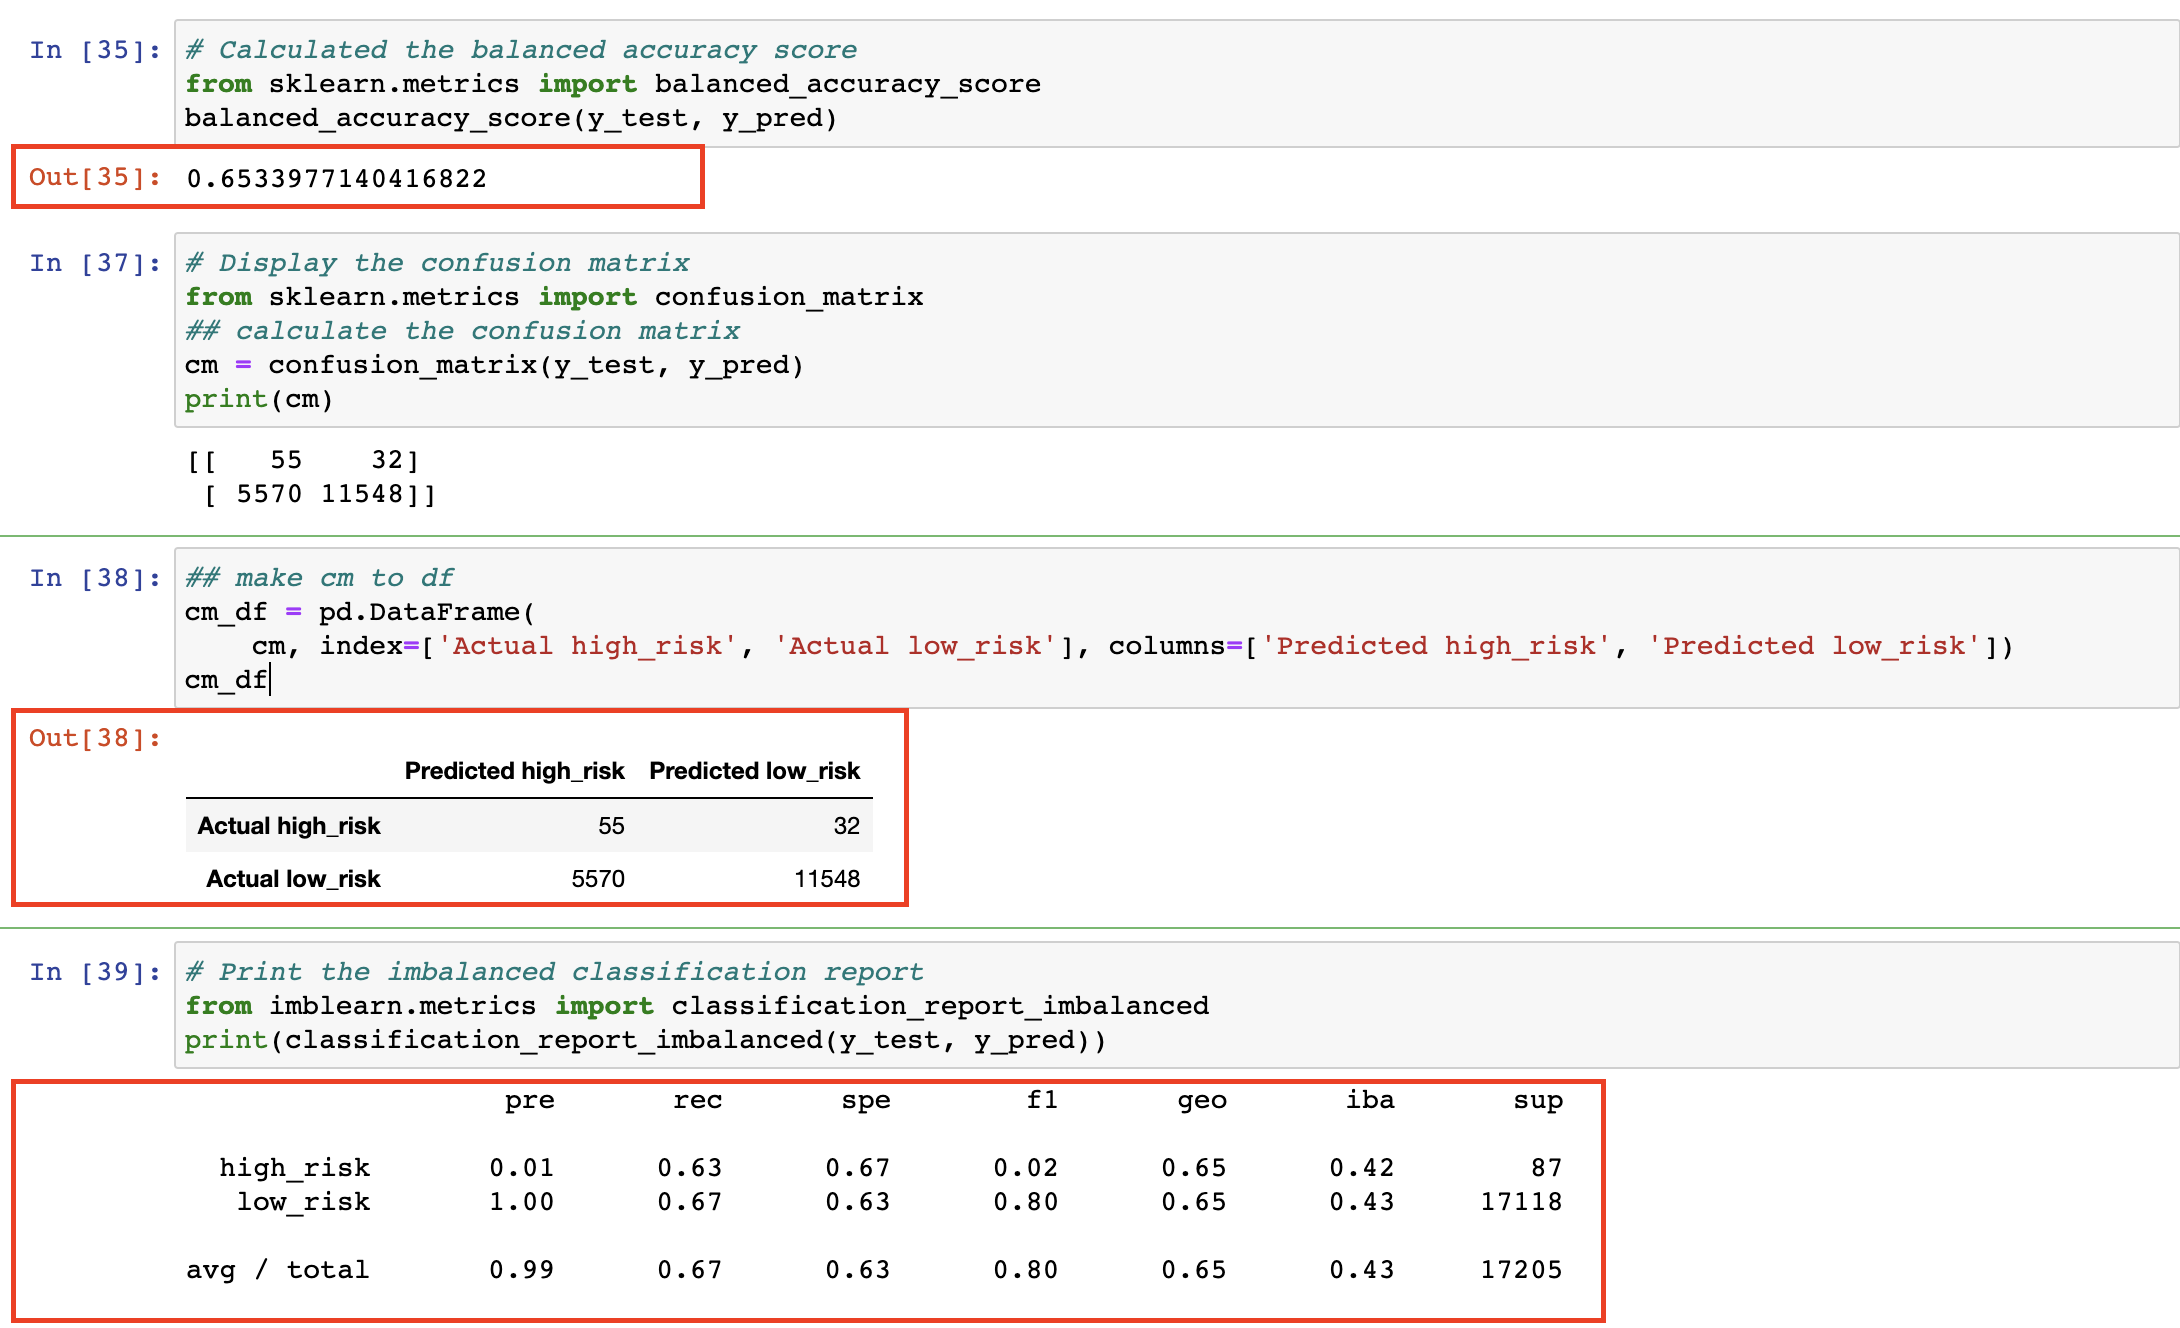 In [35]: # Calculated the balanced accuracy score
from sklearn.metrics import balanced_accuracy_score
balanced_accuracy_score(y_test, y_pred)
Out[35]: 0.6533977140416822
In [37]: # Display the confusion matrix
from sklearn.metrics import confusion_matrix
## calculate the confusion matrix
cm = confusion_matrix(y_test, y_pred)
print(cm)
[[   55    32]
 [ 5570 11548]]
In [38]: ## make cm to df
cm_df = pd.DataFrame(
    cm, index=['Actual high_risk', 'Actual low_risk'], columns=['Predicted high_risk', 'Predicted low_risk'])
cm_df
Out[38]:
Predicted high_risk Predicted low_risk
Actual high_risk 55 32
Actual low_risk 5570 11548
In [39]: # Print the imbalanced classification report
from imblearn.metrics import classification_report_imbalanced
print(classification_report_imbalanced(y_test, y_pred))
pre rec spe f1 geo iba sup
high_risk 0.01 0.63 0.67 0.02 0.65 0.42 87
low_risk 1.00 0.67 0.63 0.80 0.65 0.43 17118
avg / total 0.99 0.67 0.63 0.80 0.65 0.43 17205